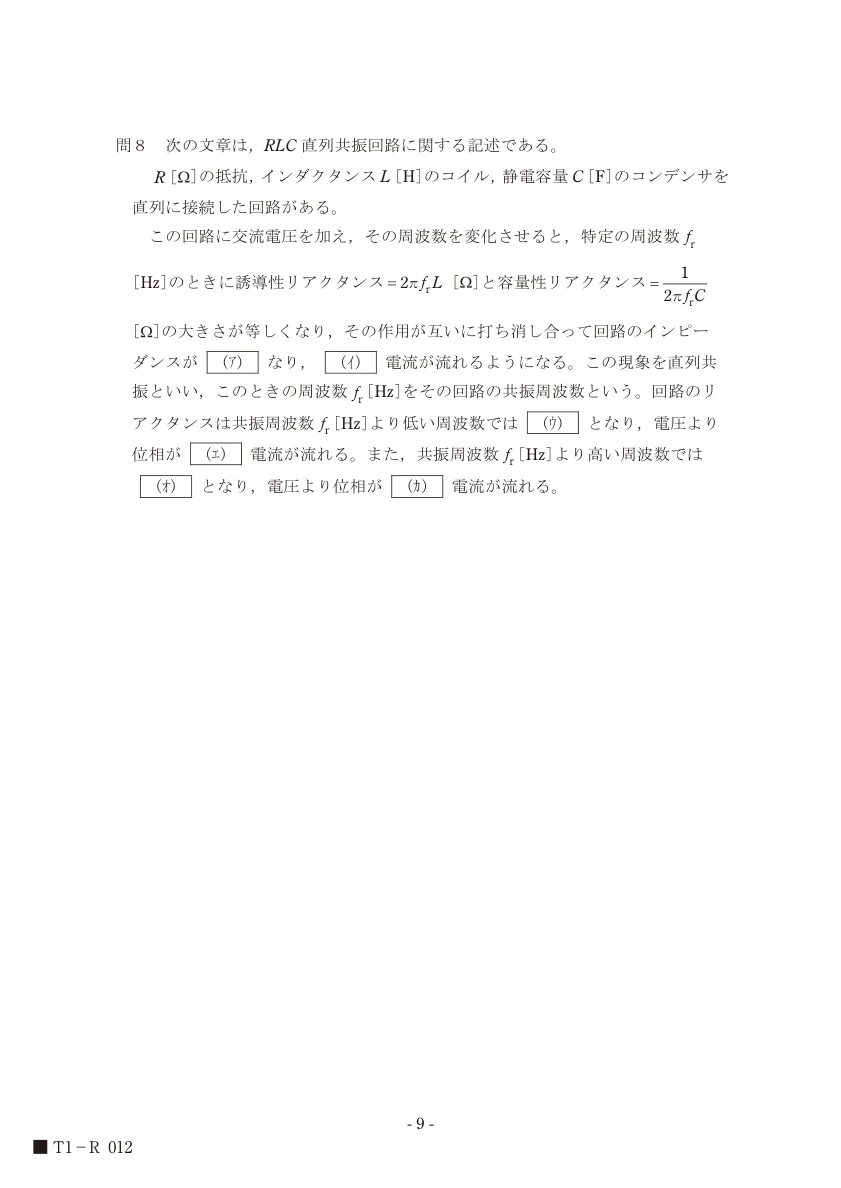 問８　次の文章は，RLC 直列共振回路に関する記述である。
R [Ω]の抵抗，インダクタンス L [H]のコイル，静電容量 C [F]のコンデンサを
直列に接続した回路がある。
この回路に交流電圧を加え，その周波数を変化させると，特定の周波数 fr
[Hz]のときに誘導性リアクタンス＝2πfrL [Ω]と容量性リアクタンス＝1/(2πfrC)
[Ω]の大きさが等しくなり，その作用が互いに打ち消し合って回路のインピー
ダンスが (ｱ) なり， (ｲ) 電流が流れるようになる。この現象を直列共
振といい，このときの周波数 fr [Hz]をその回路の共振周波数という。回路のリ
アクタンスは共振周波数 fr [Hz]より低い周波数では (ｳ) となり，電圧より
位相が (ｴ) 電流が流れる。また，共振周波数 fr [Hz]より高い周波数では
(ｵ) となり，電圧より位相が (ｶ) 電流が流れる。
- 9 -
■ T1－R 012